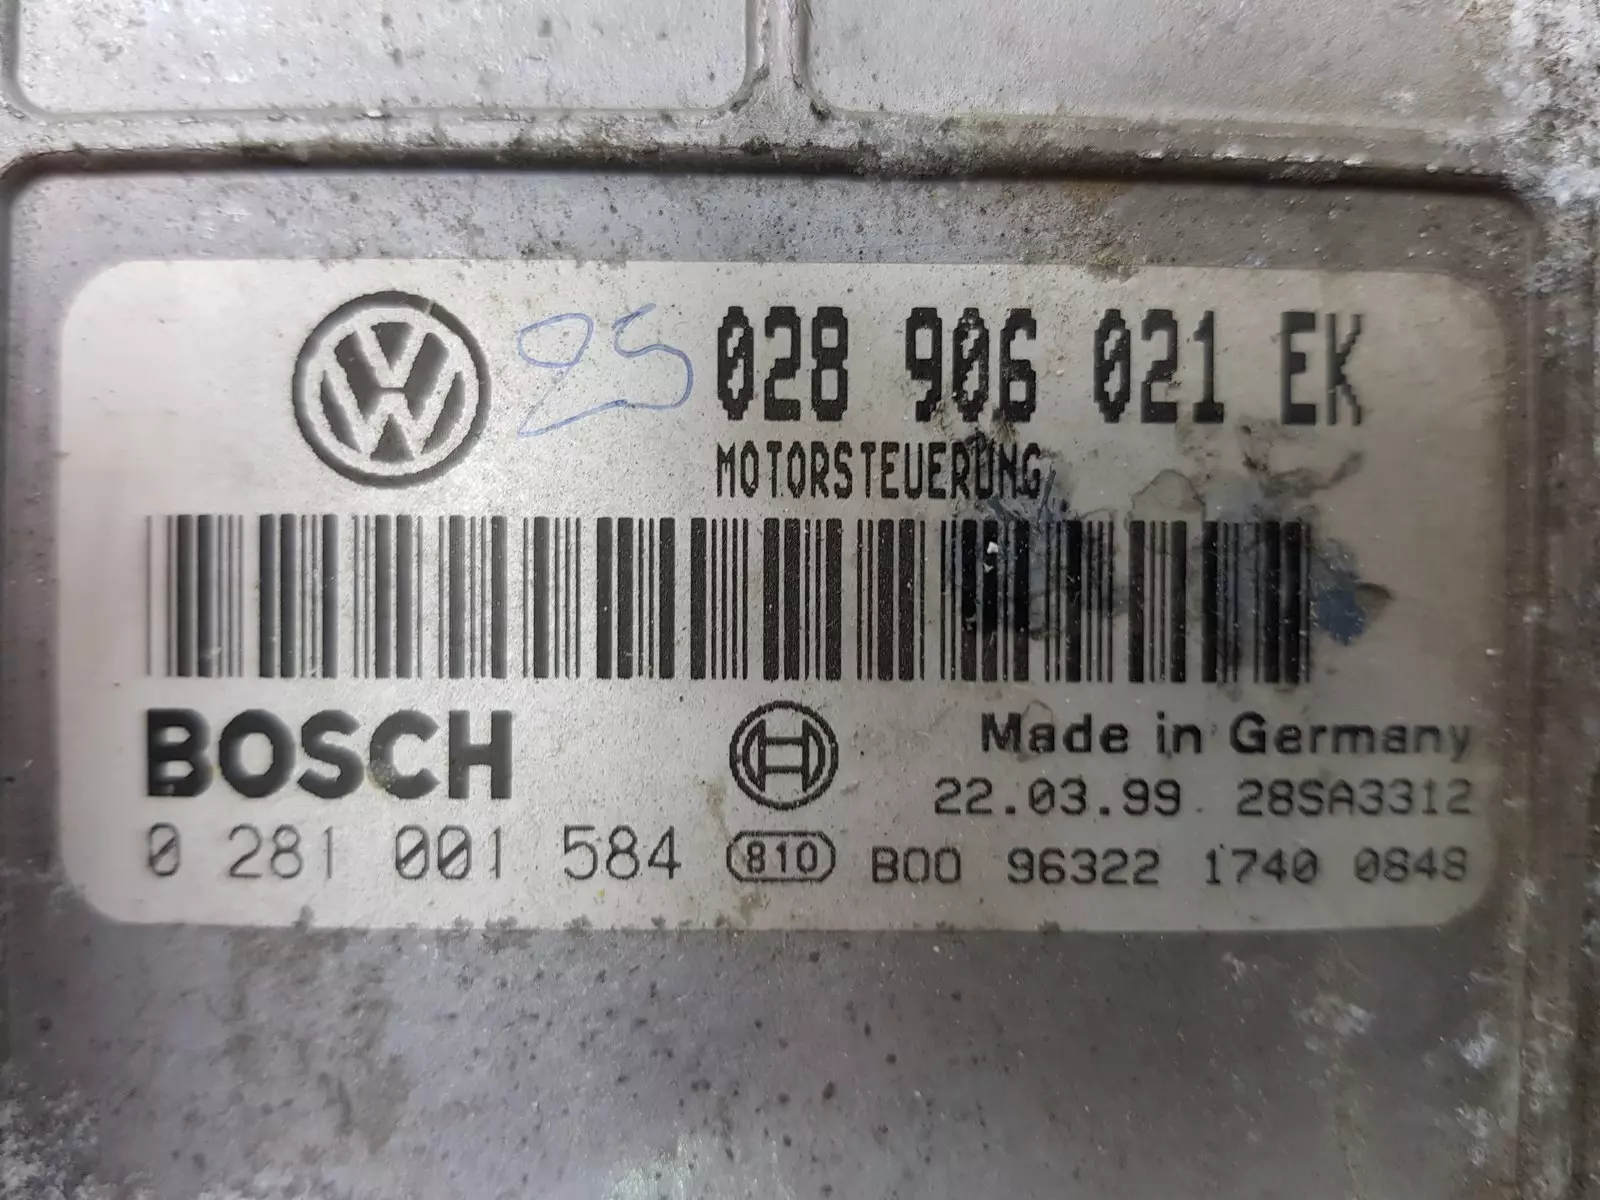 25 028 906 021 EK
MOTORSTEUERUNG
BOSCH
Made in Germany
22.03.99 28SA3312
0 281 001 584 810 B00 96322 1740 0848